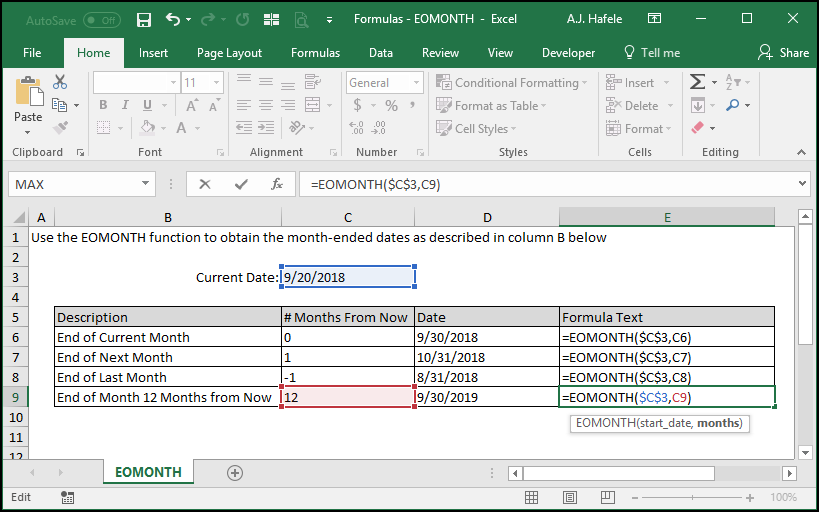 AutoSave Off Formulas - EOMONTH - Excel A.J. Hafele
File Home Insert Page Layout Formulas Data Review View Developer Tell me Share
Paste
11
B I U A A
A
General
$ % ,
Conditional Formatting
Format as Table
Cell Styles
Insert
Delete
Format
Clipboard Font Alignment Number Styles Cells Editing
MAX fx =EOMONTH($C$3,C9)
A B C D E
1 Use the EOMONTH function to obtain the month-ended dates as described in column B below
2
3 Current Date: 9/20/2018
4
5 Description # Months From Now Date Formula Text
6 End of Current Month 0 9/30/2018 =EOMONTH($C$3,C6)
7 End of Next Month 1 10/31/2018 =EOMONTH($C$3,C7)
8 End of Last Month -1 8/31/2018 =EOMONTH($C$3,C8)
9 End of Month 12 Months from Now 12 9/30/2019 =EOMONTH($C$3,C9)
10 EOMONTH(start_date, months)
11
12
EOMONTH
Edit 100%